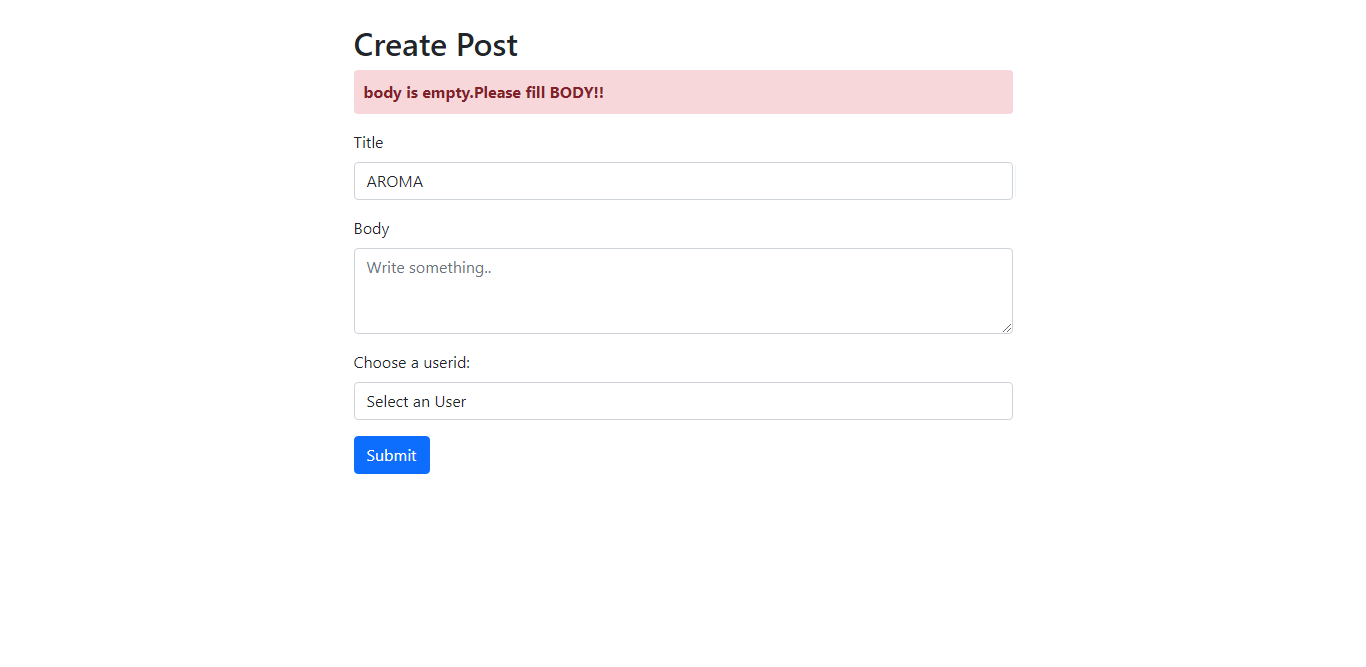 Create Post
body is empty.Please fill BODY!!
Title
AROMA
Body
Write something..
Choose a userid:
Select an User
Submit